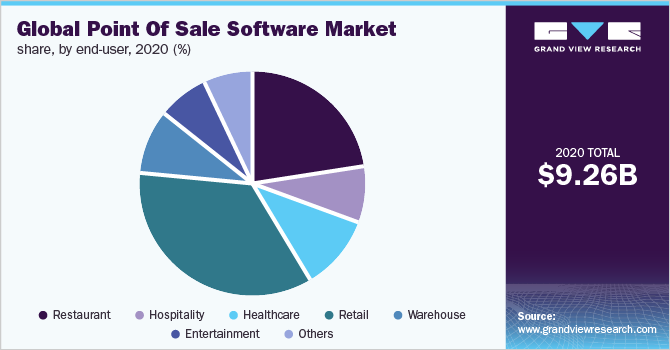 Global Point Of Sale Software Market
share, by end-user, 2020 (%)
GRAND VIEW RESEARCH
2020 TOTAL
$9.26B
Restaurant
Hospitality
Healthcare
Retail
Warehouse
Entertainment
Others
Source:
www.grandviewresearch.com